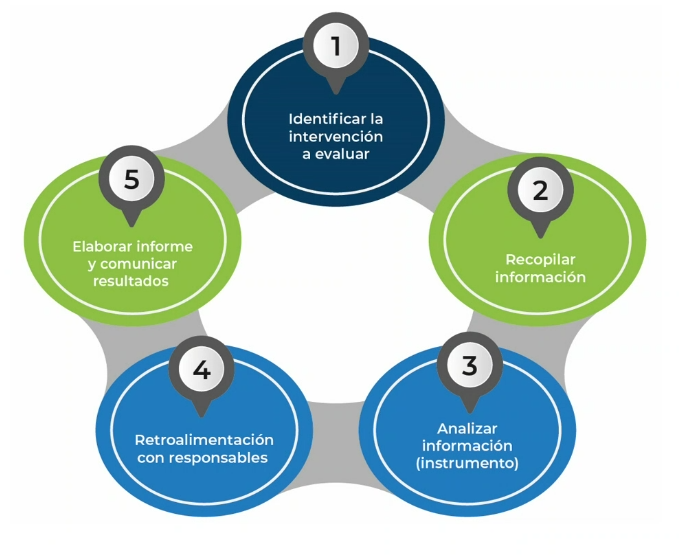 1
Identificar la
intervención
a evaluar
2
Recopilar
información
3
Analizar
información
(instrumento)
4
Retroalimentación
con responsables
5
Elaborar informe
y comunicar
resultados